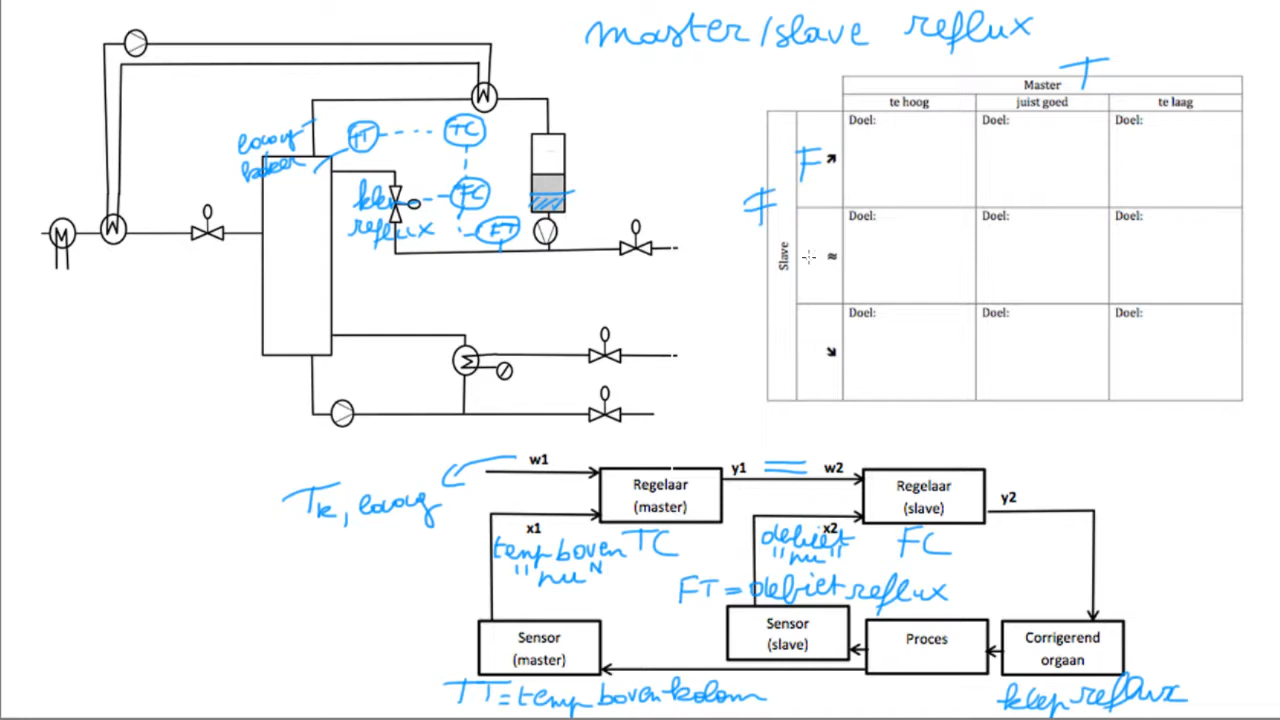 master/slave reflux
T
Master
te hoog
juist goed
te laag
Doel:
Doel:
Doel:
F
F
Doel:
Doel:
Doel:
Slave
≈
Doel:
Doel:
Doel:
TT
TC
klep
reflux
FC
FT
M
w1
y1
=
w2
Tk,
Regelaar
(master)
Regelaar
(slave)
y2
x1
x2
temp boven
"nu"
TC
debiet
"nu"
FC
FT = debiet reflux
Sensor
(master)
Sensor
(slave)
Proces
Corrigerend
orgaan
TT = temp boven kolom
klep reflux